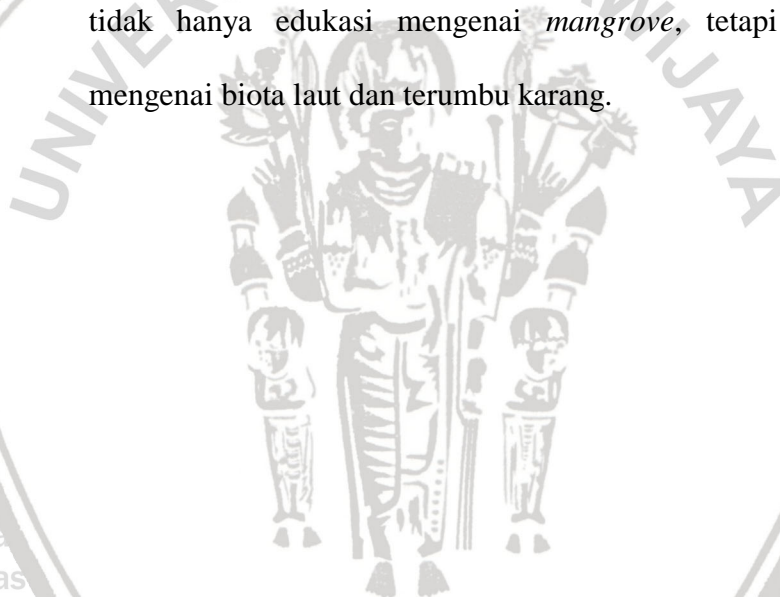 tidak hanya edukasi mengenai mangrove, tetapi
mengenai biota laut dan terumbu karang.